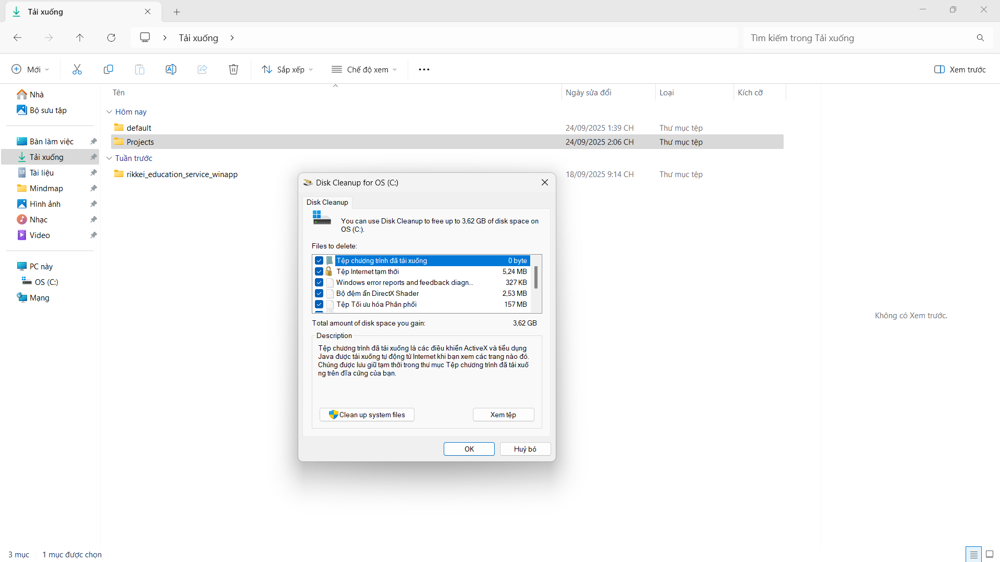 Tải xuống
Tải xuống
Tìm kiếm trong Tải xuống
Mới
Sắp xếp
Chế độ xem
Xem trước
Nhà
Bộ sưu tập
Bàn làm việc
Tải xuống
Tài liệu
Mindmap
Hình ảnh
Nhạc
Video
PC này
OS (C:)
Mạng
Tên Ngày sửa đổi Loại Kích cỡ
Hôm nay
default 24/09/2025 1:39 CH Thư mục tệp
Projects 24/09/2025 2:06 CH Thư mục tệp
Tuần trước
rikkei_education_service_winapp 18/09/2025 9:14 CH Thư mục tệp
Disk Cleanup for OS (C:)
Disk Cleanup
You can use Disk Cleanup to free up to 3,62 GB of disk space on
OS (C:).
Files to delete:
Tệp chương trình đã tải xuống 0 byte
Tệp Internet tạm thời 5,24 MB
Windows error reports and feedback diagn... 327 KB
Bộ đệm ẩn DirectX Shader 2,53 MB
Tệp Tối ưu hóa Phân phối 157 MB
Total amount of disk space you gain: 3,62 GB
Description
Tệp chương trình đã tải xuống là các điều khiển ActiveX và tiểu dụng
Java được tải xuống tự động từ Internet khi bạn xem các trang nào đó.
Chúng được lưu giữ tạm thời trong thư mục Tệp chương trình đã tải xuố
ng trên đĩa cứng của bạn.
Clean up system files
Xem tệp
OK
Huỷ bỏ
Không có Xem trước.
3 mục
1 mục được chọn